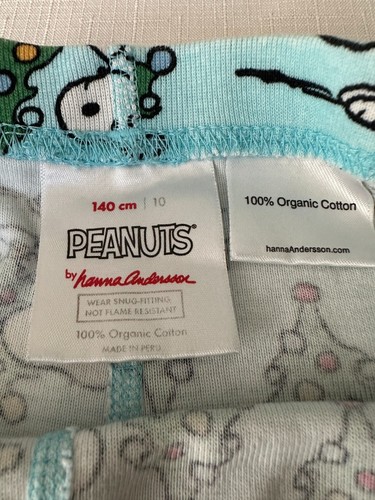 140 cm | 10
PEANUTS®
by hanna Andersson
WEAR SNUG-FITTING,
NOT FLAME RESISTANT
100% Organic Cotton
MADE IN PERU
100% Organic Cotton
hannaAndersson.com